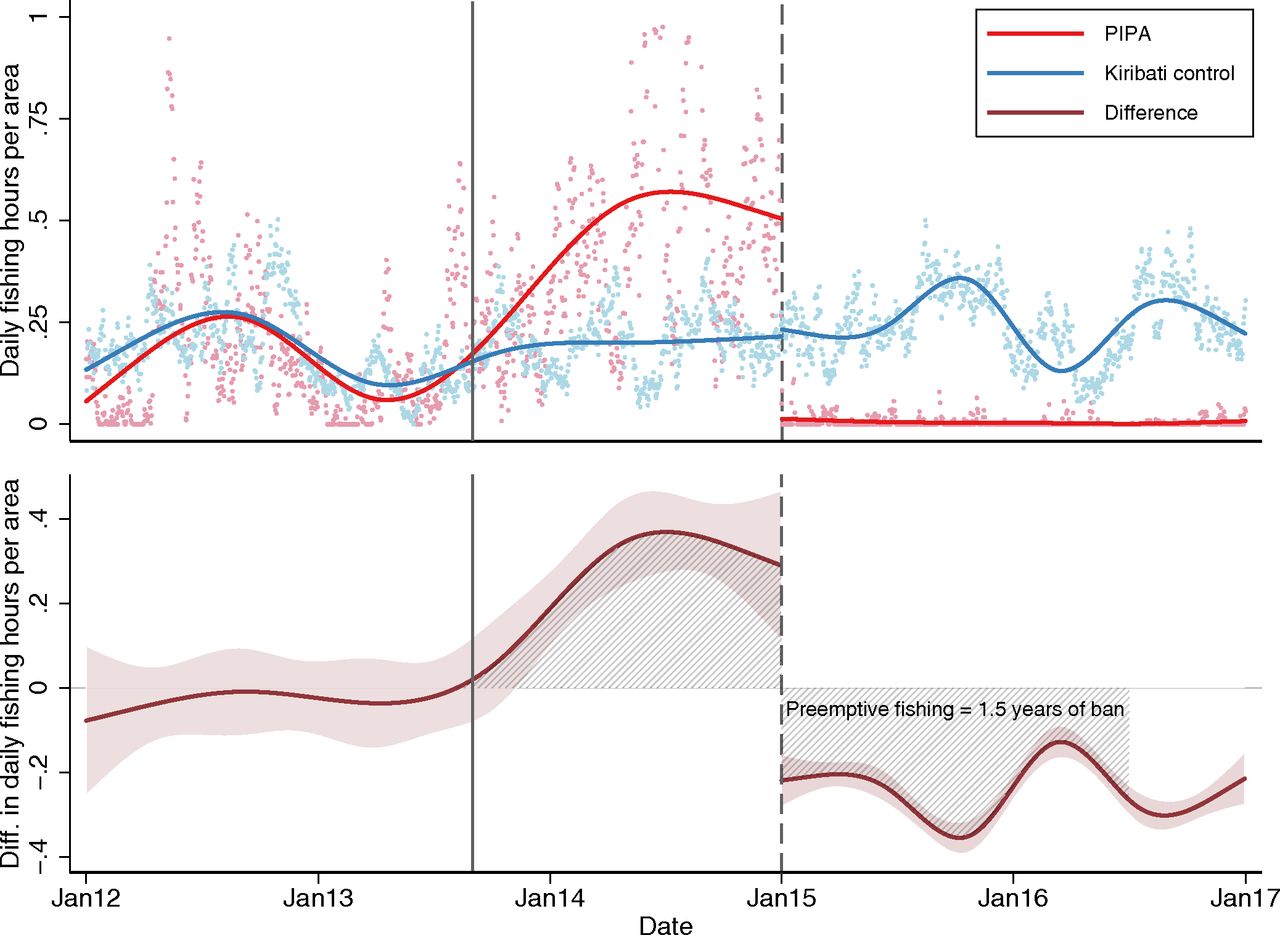 Daily fishing hours per area
1
.75
.5
.25
0
PIPA
Kiribati control
Difference
Diff. in daily fishing hours per area
.4
.2
0
-.2
-.4
Preemptive fishing = 1.5 years of ban
Jan12 Jan13 Jan14 Jan15 Jan16 Jan17
Date